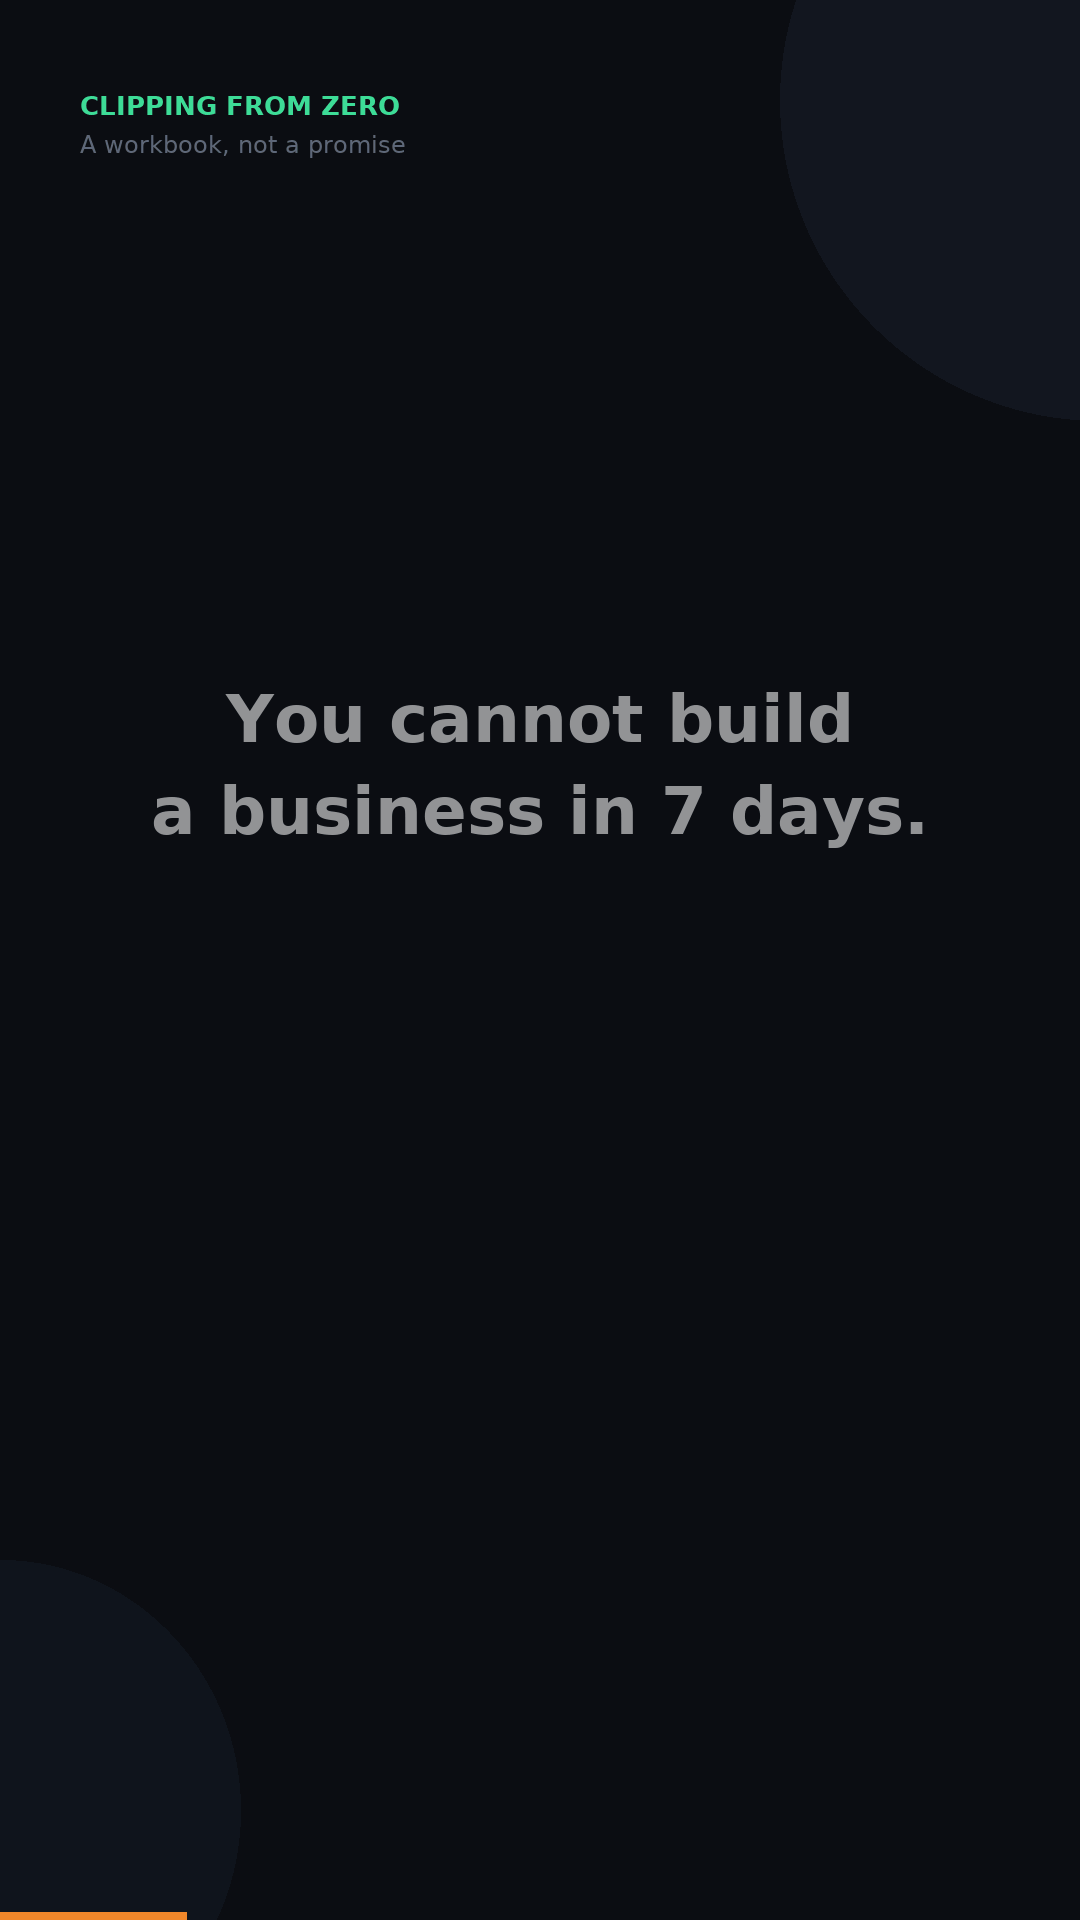 CLIPPING FROM ZERO
A workbook, not a promise
You cannot build
a business in 7 days.